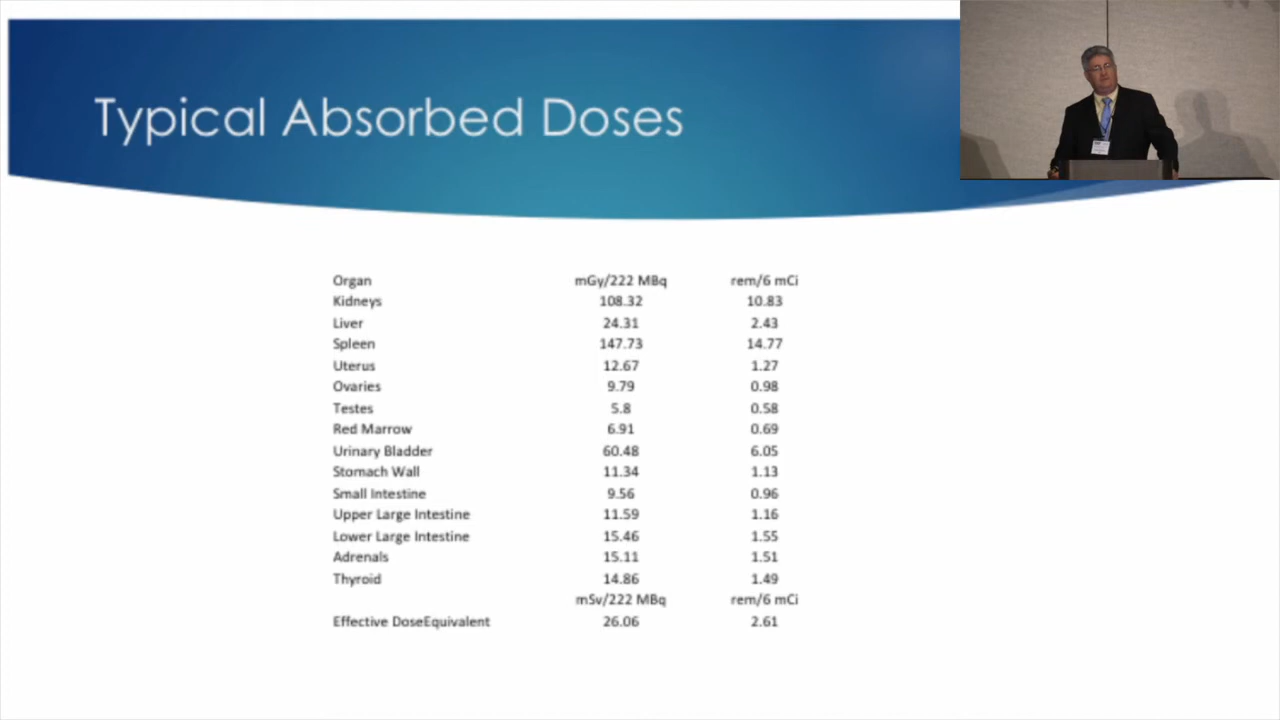 Typical Absorbed Doses
Organ mGy/222 MBq rem/6 mCi
Kidneys 108.32 10.83
Liver 24.31 2.43
Spleen 147.73 14.77
Uterus 12.67 1.27
Ovaries 9.79 0.98
Testes 5.8 0.58
Red Marrow 6.91 0.69
Urinary Bladder 60.48 6.05
Stomach Wall 11.34 1.13
Small Intestine 9.56 0.96
Upper Large Intestine 11.59 1.16
Lower Large Intestine 15.46 1.55
Adrenals 15.11 1.51
Thyroid 14.86 1.49
mSv/222 MBq rem/6 mCi
Effective DoseEquivalent 26.06 2.61